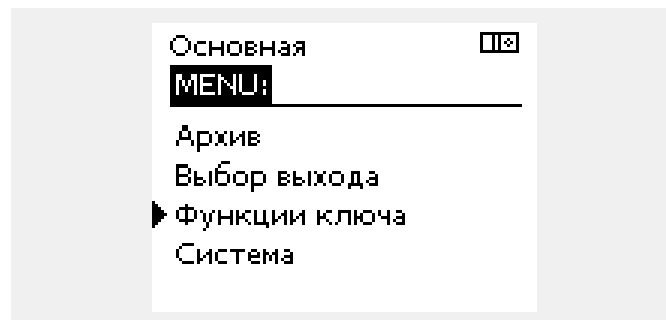 Основная
MENU:
Архив
Выбор выхода
Функции ключа
Система